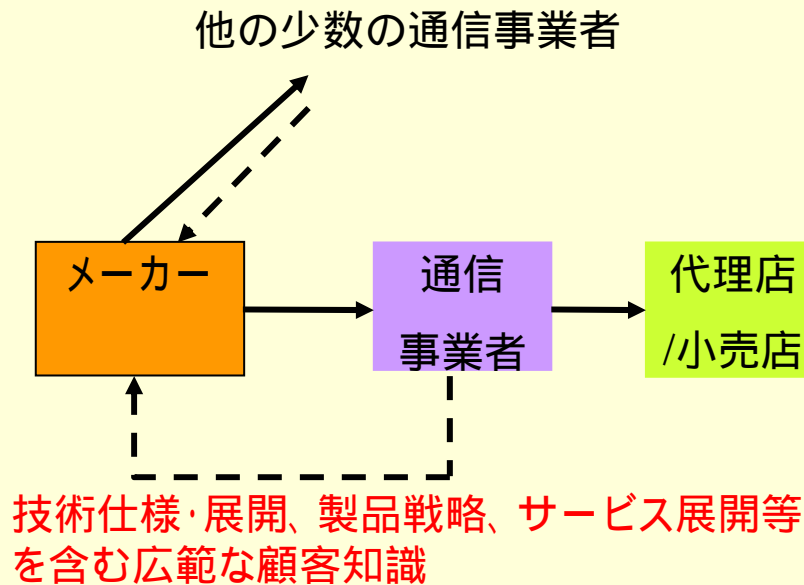 他の少数の通信事業者
メーカー
通信
事業者
代理店
/小売店
技術仕様・展開、製品戦略、サービス展開等
を含む広範な顧客知識